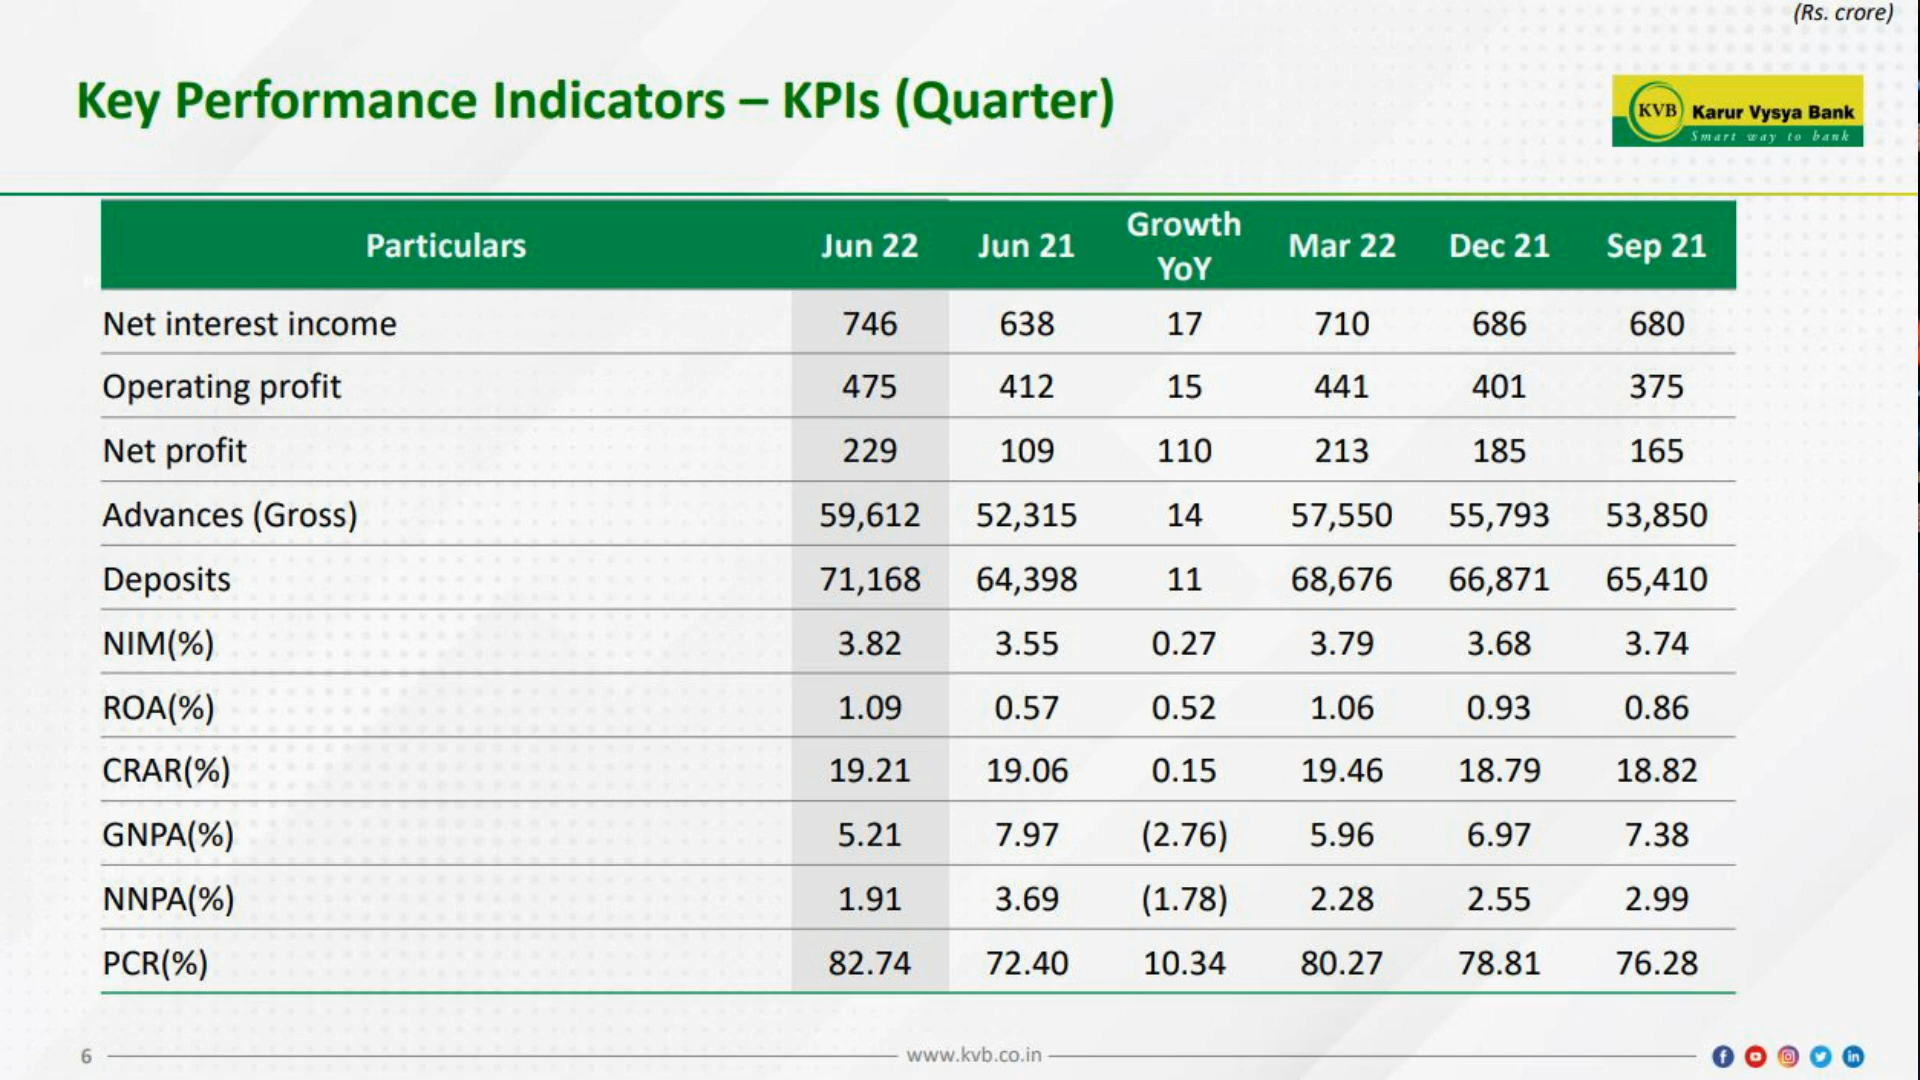 (Rs. crore)
Key Performance Indicators – KPIs (Quarter)
KVB Karur Vysya Bank
Smart way to bank
Particulars Jun 22 Jun 21 Growth YoY Mar 22 Dec 21 Sep 21
Net interest income 746 638 17 710 686 680
Operating profit 475 412 15 441 401 375
Net profit 229 109 110 213 185 165
Advances (Gross) 59,612 52,315 14 57,550 55,793 53,850
Deposits 71,168 64,398 11 68,676 66,871 65,410
NIM(%) 3.82 3.55 0.27 3.79 3.68 3.74
ROA(%) 1.09 0.57 0.52 1.06 0.93 0.86
CRAR(%) 19.21 19.06 0.15 19.46 18.79 18.82
GNPA(%) 5.21 7.97 (2.76) 5.96 6.97 7.38
NNPA(%) 1.91 3.69 (1.78) 2.28 2.55 2.99
PCR(%) 82.74 72.40 10.34 80.27 78.81 76.28
6 www.kvb.co.in